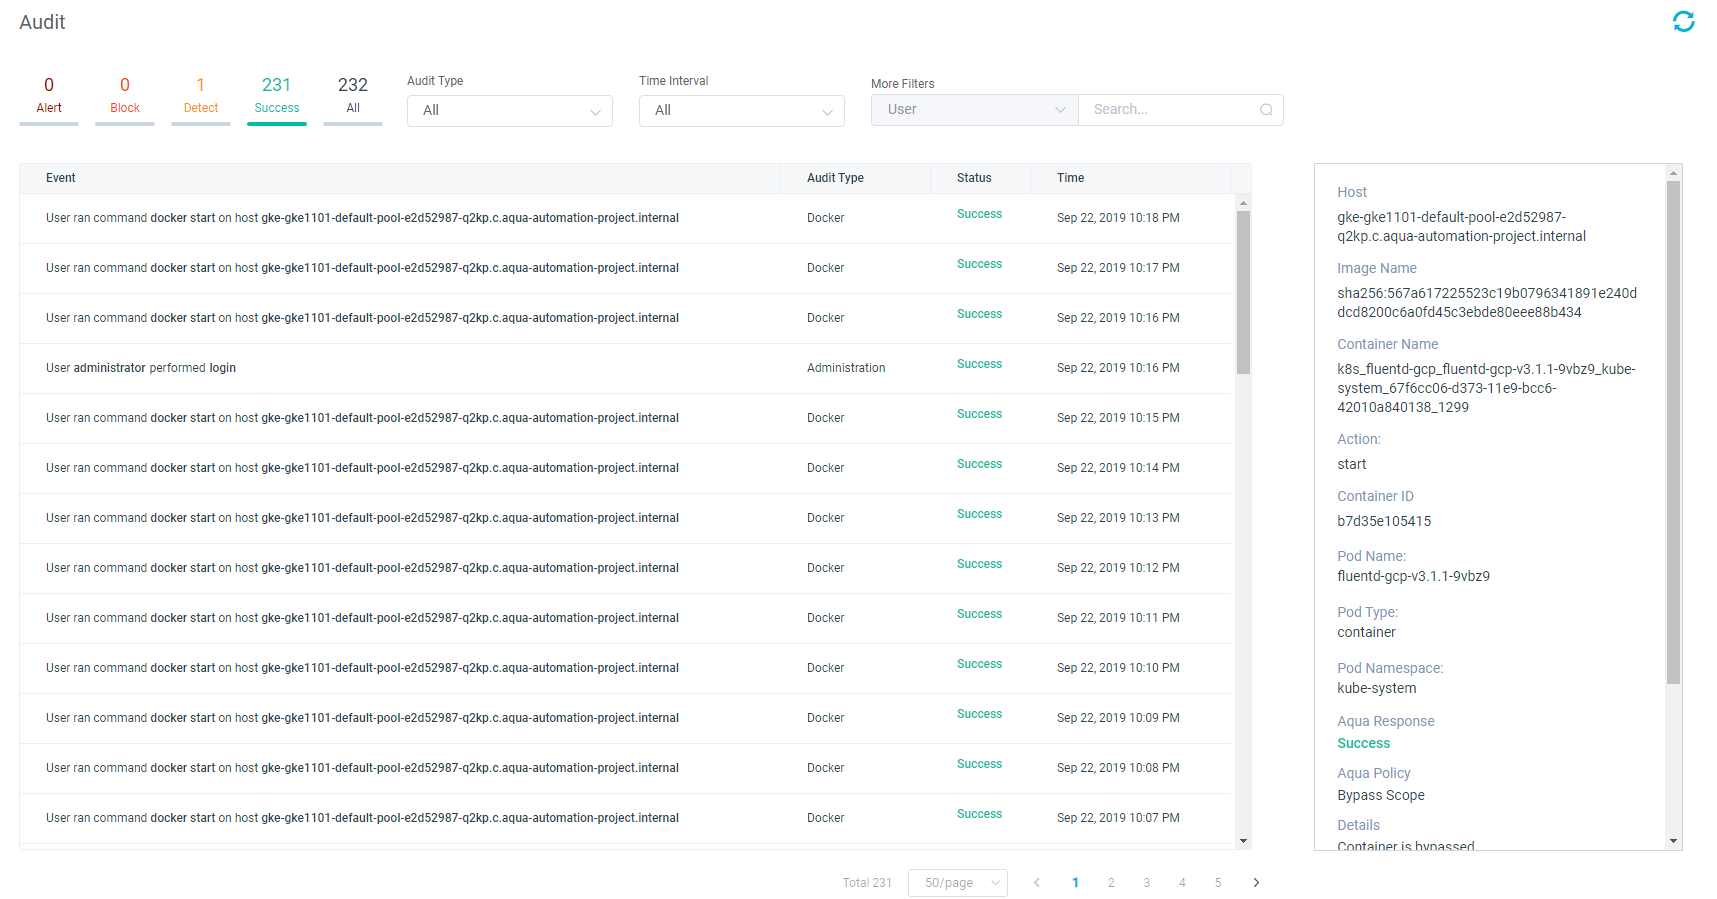 Audit
0
Alert
0
Block
1
Detect
231
Success
232
All
Audit Type
All
Time Interval
All
More Filters
User
Search...
Event Audit Type Status Time
User ran command docker start on host gke-gke1101-default-pool-e2d52987-q2kp.c.aqua-automation-project.internal Docker Success Sep 22, 2019 10:18 PM
User ran command docker start on host gke-gke1101-default-pool-e2d52987-q2kp.c.aqua-automation-project.internal Docker Success Sep 22, 2019 10:17 PM
User ran command docker start on host gke-gke1101-default-pool-e2d52987-q2kp.c.aqua-automation-project.internal Docker Success Sep 22, 2019 10:16 PM
User administrator performed login Administration Success Sep 22, 2019 10:16 PM
User ran command docker start on host gke-gke1101-default-pool-e2d52987-q2kp.c.aqua-automation-project.internal Docker Success Sep 22, 2019 10:15 PM
User ran command docker start on host gke-gke1101-default-pool-e2d52987-q2kp.c.aqua-automation-project.internal Docker Success Sep 22, 2019 10:14 PM
User ran command docker start on host gke-gke1101-default-pool-e2d52987-q2kp.c.aqua-automation-project.internal Docker Success Sep 22, 2019 10:13 PM
User ran command docker start on host gke-gke1101-default-pool-e2d52987-q2kp.c.aqua-automation-project.internal Docker Success Sep 22, 2019 10:12 PM
User ran command docker start on host gke-gke1101-default-pool-e2d52987-q2kp.c.aqua-automation-project.internal Docker Success Sep 22, 2019 10:11 PM
User ran command docker start on host gke-gke1101-default-pool-e2d52987-q2kp.c.aqua-automation-project.internal Docker Success Sep 22, 2019 10:10 PM
User ran command docker start on host gke-gke1101-default-pool-e2d52987-q2kp.c.aqua-automation-project.internal Docker Success Sep 22, 2019 10:09 PM
User ran command docker start on host gke-gke1101-default-pool-e2d52987-q2kp.c.aqua-automation-project.internal Docker Success Sep 22, 2019 10:08 PM
User ran command docker start on host gke-gke1101-default-pool-e2d52987-q2kp.c.aqua-automation-project.internal Docker Success Sep 22, 2019 10:07 PM
Total 231 50/page 1 2 3 4 5
Host
gke-gke1101-default-pool-e2d52987-
q2kp.c.aqua-automation-project.internal
Image Name
sha256:567a617225523c19b0796341891e240d
dcd8200c6a0fd45c3ebde80eee88b434
Container Name
k8s_fluentd-gcp_fluentd-gcp-v3.1.1-9vbz9_kube-
system_67f6cc06-d373-11e9-bcc6-
42010a840138_1299
Action:
start
Container ID
b7d35e105415
Pod Name:
fluentd-gcp-v3.1.1-9vbz9
Pod Type:
container
Pod Namespace:
kube-system
Aqua Response
Success
Aqua Policy
Bypass Scope
Details
Container is bypassed